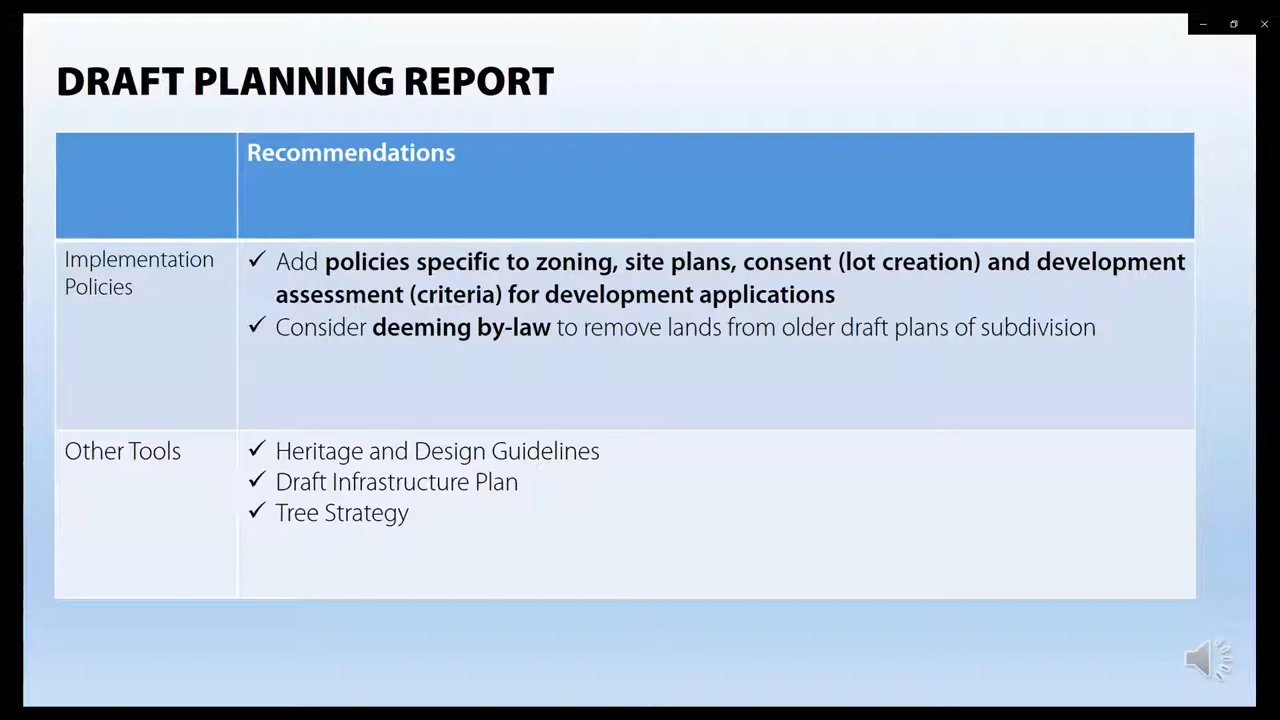 DRAFT PLANNING REPORT
Recommendations
Implementation
Policies
✓ Add policies specific to zoning, site plans, consent (lot creation) and development
assessment (criteria) for development applications
✓ Consider deeming by-law to remove lands from older draft plans of subdivision
Other Tools
✓ Heritage and Design Guidelines
✓ Draft Infrastructure Plan
✓ Tree Strategy